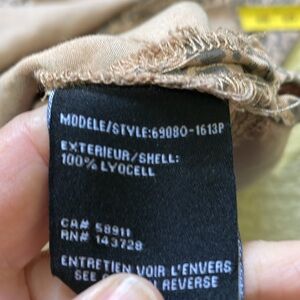 MODELE/STYLE:69080-1613P
EXTERIEUR/SHELL:
100% LYOCELL
CA# 58911
RN# 143728
ENTRETIEN VOIR L'ENVERS
SEE
REVERSE